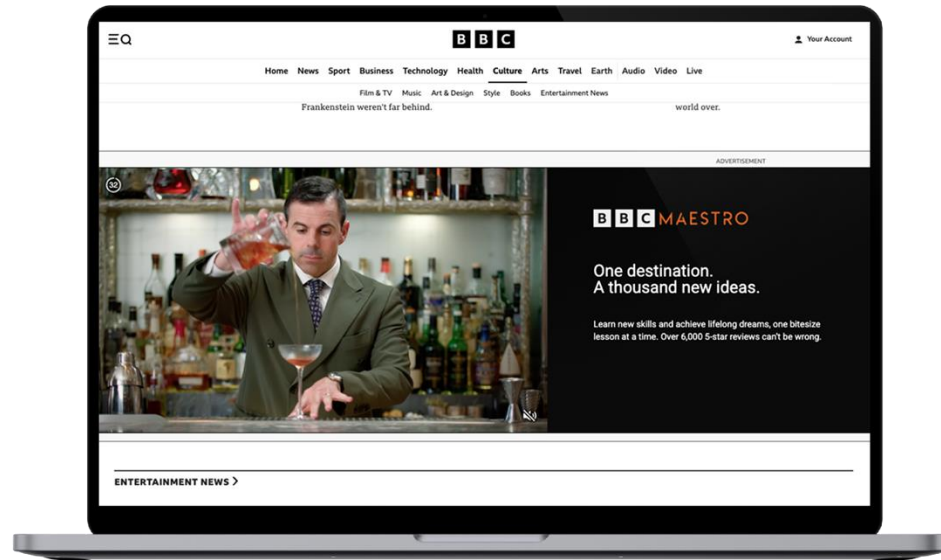 BBC
Your Account
Home News Sport Business Technology Health Culture Arts Travel Earth Audio Video Live
Film & TV Music Art & Design Style Books Entertainment News
Frankenstein weren't far behind.
world over.
ADVERTISEMENT
32
BBC MAESTRO
One destination.
A thousand new ideas.
Learn new skills and achieve lifelong dreams, one bitesize
lesson at a time. Over 6,000 5-star reviews can't be wrong.
ENTERTAINMENT NEWS